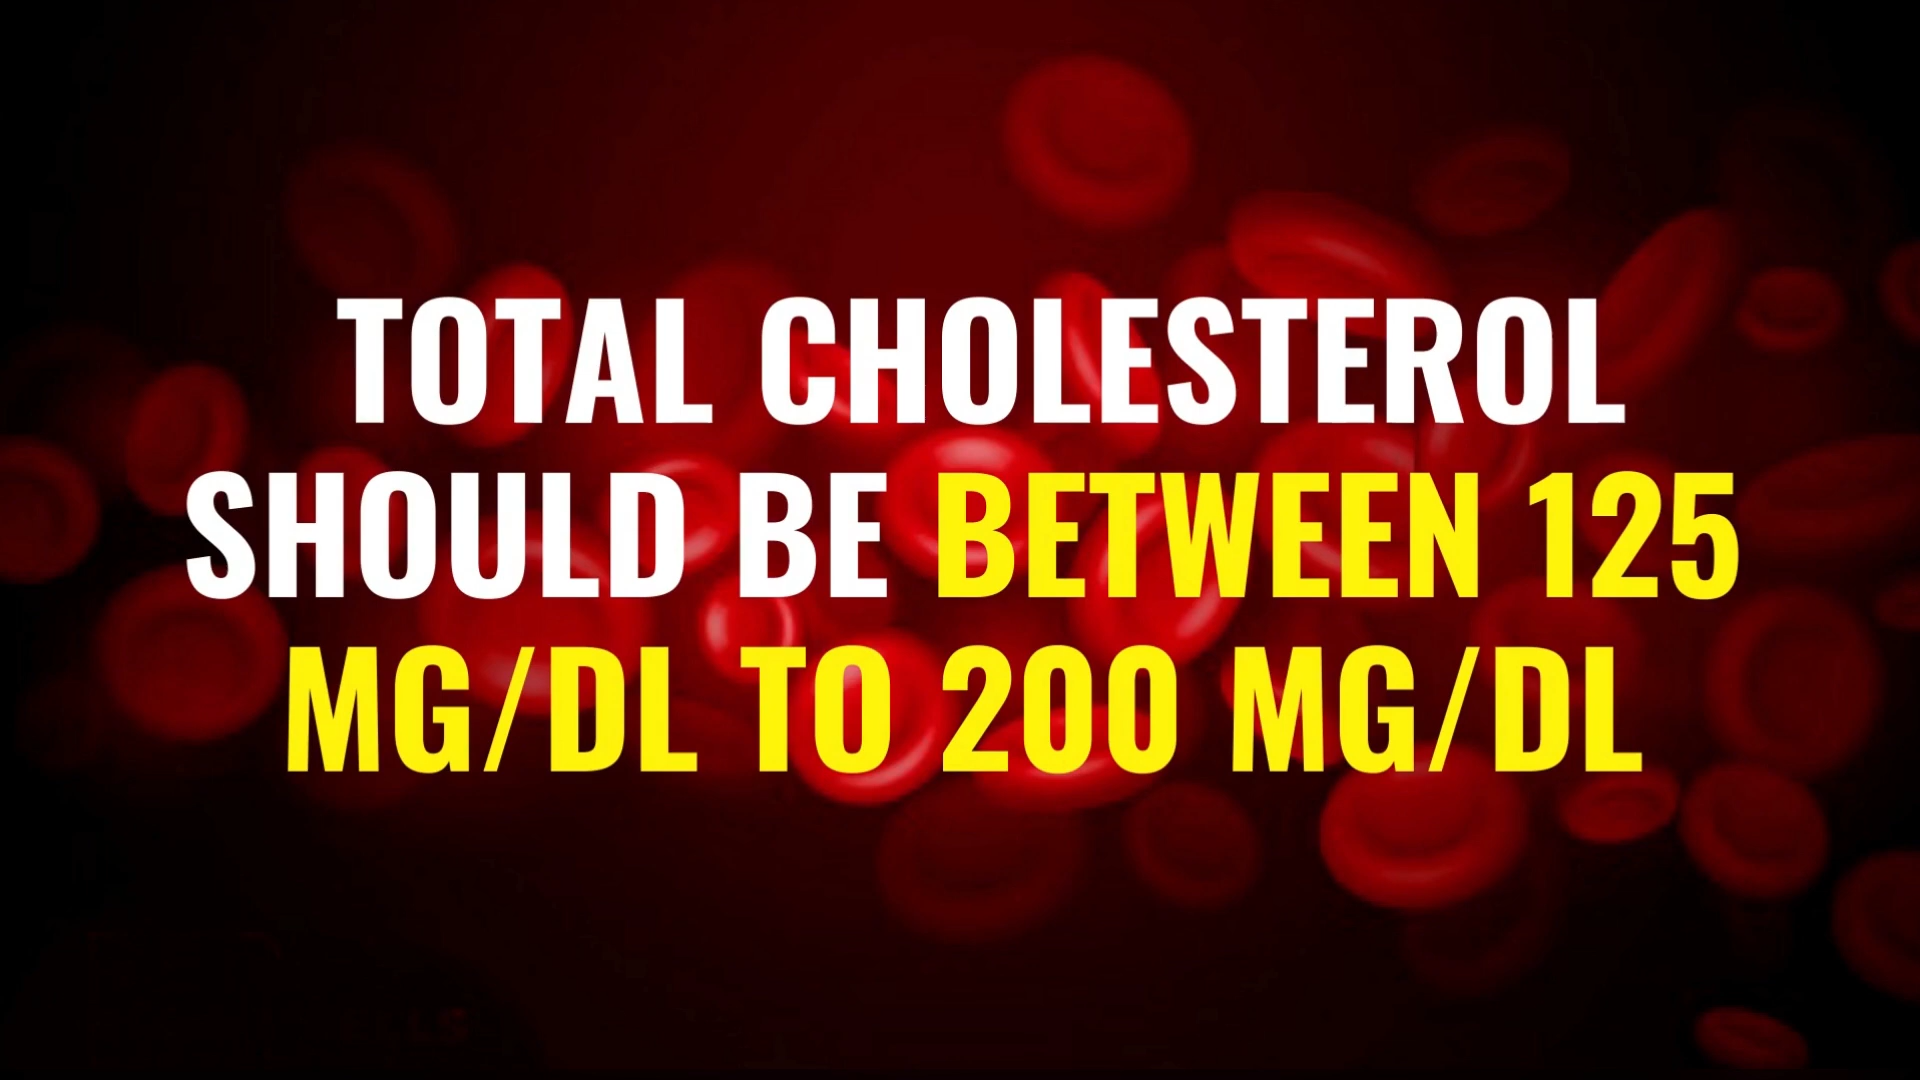 TOTAL CHOLESTEROL
SHOULD BE BETWEEN 125
MG/DL TO 200 MG/DL